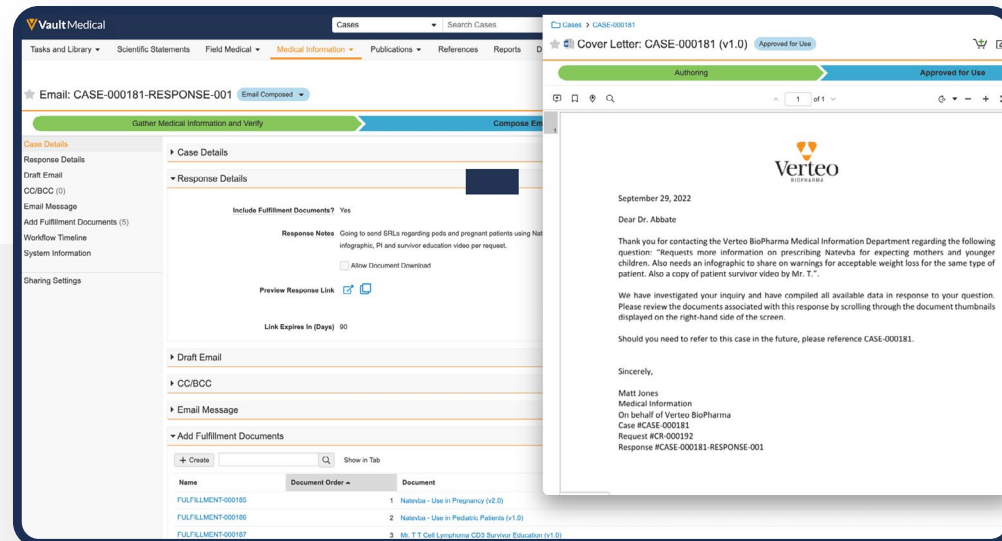 Vault Medical
Cases
Search Cases
Tasks and Library
Scientific Statements
Field Medical
Medical Information
Publications
References
Reports
Email: CASE-000181-RESPONSE-001
Email Composed
Gather Medical Information and Verify
Compose
Case Details
Response Details
Draft Email
CC/BCC (0)
Email Message
Add Fulfillment Documents (5)
Workflow Timeline
System Information
Sharing Settings
Case Details
Response Details
Include Fulfillment Documents? Yes
Response Notes Going to send SRLs regarding peds and pregnant patients using
infographic, PI and survivor education video per request.
Allow Document Download
Preview Response Link
Link Expires In (Days) 90
Draft Email
CC/BCC
Email Message
Add Fulfillment Documents
+ Create
Show in Tab
Name Document Order Document
FULFILLMENT-000185 1 Natevba - Use in Pregnancy (v2.0)
FULFILLMENT-000186 2 Natevba - Use in Pediatric Patients (v1.0)
FULFILLMENT-000187 3 Mr. T T Cell Lymphoma CD3 Survivor Education (v1.0)
Cases > CASE-000181
Cover Letter: CASE-000181 (v1.0) Approved for Use
Authoring
Approved for Use
1 of 1
1
Verteo
BIOPHARMA
September 29, 2022
Dear Dr. Abbate
Thank you for contacting the Verteo BioPharma Medical Information Department regarding the following
question: "Requests more information on prescribing Natevba for expecting mothers and younger
children. Also needs an infographic to share on warnings for acceptable weight loss for the same type of
patient. Also a copy of patient survivor video by Mr. T.".
We have investigated your inquiry and have compiled all available data in response to your question.
Please review the documents associated with this response by scrolling through the document thumbnails
displayed on the right-hand side of the screen.
Should you need to refer to this case in the future, please reference CASE-000181.
Sincerely,
Matt Jones
Medical Information
On behalf of Verteo BioPharma
Case #CASE-000181
Request #CR-000192
Response #CASE-000181-RESPONSE-001